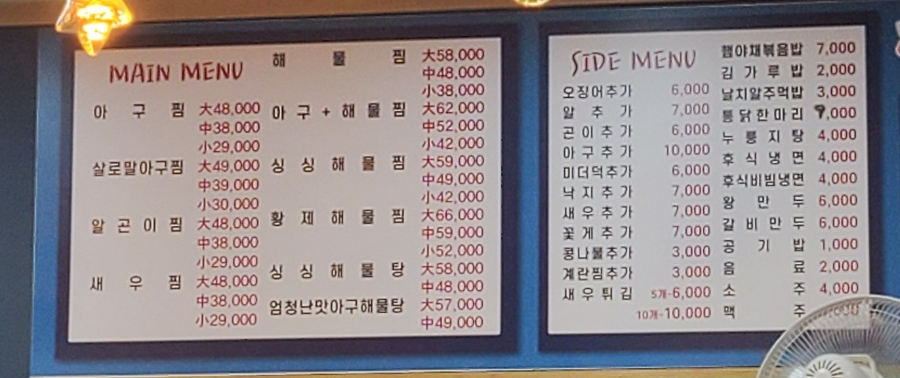 MAIN MENU
아구찜 大48,000
中38,000
小29,000
살로말아구찜 大49,000
中39,000
小30,000
알곤이찜 大48,000
中38,000
小29,000
새우찜 大48,000
中38,000
小29,000
해물찜 大58,000
中48,000
小38,000
아구+해물찜 大62,000
中52,000
小42,000
싱싱해물찜 大59,000
中49,000
小42,000
황제해물찜 大66,000
中59,000
小52,000
싱싱해물탕 大58,000
中48,000
엄청난맛아구해물탕 大57,000
中49,000
SIDE MENU
오징어추가 6,000
알추가 7,000
곤이추가 6,000
아구추가 10,000
미더덕추가 6,000
낙지추가 7,000
새우추가 7,000
꽃게추가 7,000
콩나물추가 3,000
계란찜추가 3,000
새우튀김 5개-6,000
10개-10,000
햄야채볶음밥 7,000
김가루밥 2,000
날치알주먹밥 3,000
통닭한마리 9,000
누룽지탕 4,000
후식냉면 4,000
후식비빔냉면 4,000
왕만두 6,000
갈비만두 6,000
공기밥 1,000
음료 2,000
소주 4,000
맥주